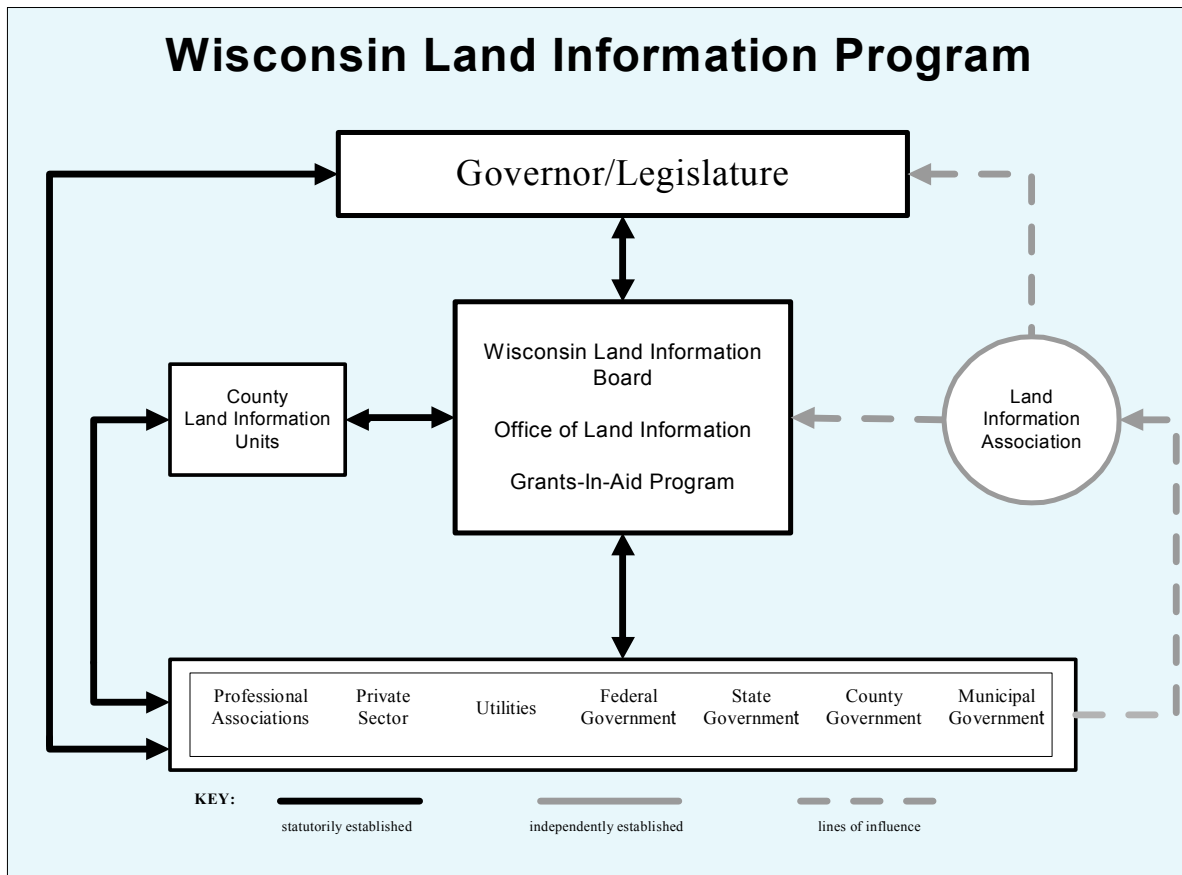 Wisconsin Land Information Program
Governor/Legislature
Wisconsin Land Information
Board
Office of Land Information
Grants-In-Aid Program
County
Land Information
Units
Land
Information
Association
Professional
Associations
Private
Sector
Utilities
Federal
Government
State
Government
County
Government
Municipal
Government
KEY:
statutorily established
independently established
lines of influence